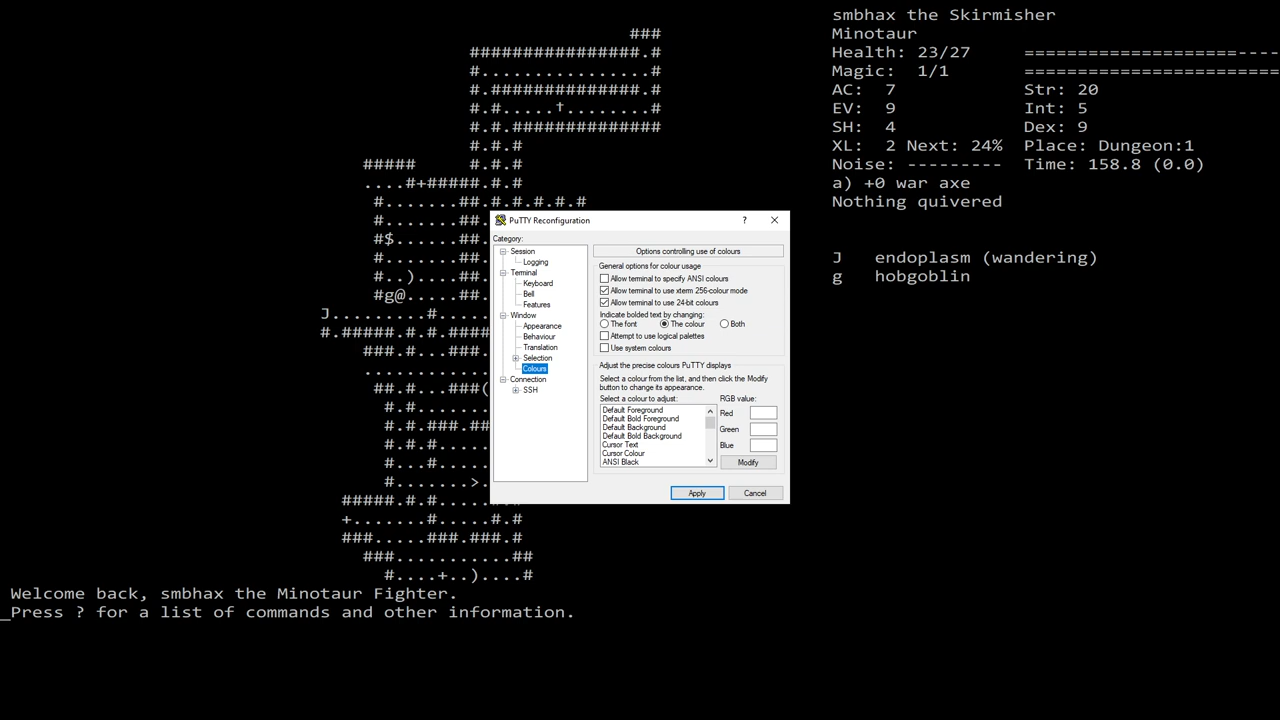 smbhax the Skirmisher
Minotaur
Health: 23/27 ====================----
Magic: 1/1 ========================
AC: 7 Str: 20
EV: 9 Int: 5
SH: 4 Dex: 9
XL: 2 Next: 24% Place: Dungeon:1
Noise: --------- Time: 158.8 (0.0)
a) +0 war axe
Nothing quivered
J endoplasm (wandering)
g hobgoblin
###
################.#
#...............#
#.##############.#
#.#.....†........#
#.#.##############
#.#.#
##### #.#.#
....#+#####.#.#
#.......##.#.#.#.#.#
#.......##.
#$......##.
#.......##.
#..)....##.
#g@.....##.
J.........#.
#.#####.#.#.####
###.#...###.
...........
##.#...###(
#.#.
#.#.###.##
#.#.#
#...#
#.......>.
#####.#.#
+.......#.....#.#
###.....###.###.#
###..........##
#....+..)....#
Welcome back, smbhax the Minotaur Fighter.
_Press ? for a list of commands and other information.
PuTTY Reconfiguration ?
Category:
Session
Logging
Terminal
Keyboard
Bell
Features
Window
Appearance
Behaviour
Translation
Selection
Colours
Connection
SSH
Options controlling use of colours
General options for colour usage
Allow terminal to specify ANSI colours
Allow terminal to use xterm 256-colour mode
Allow terminal to use 24-bit colours
Indicate bolded text by changing:
The font The colour Both
Attempt to use logical palettes
Use system colours
Adjust the precise colours PuTTY displays
Select a colour from the list, and then click the Modify
button to change its appearance.
Select a colour to adjust: RGB value:
Default Foreground
Default Bold Foreground
Default Background
Default Bold Background
Cursor Text
Cursor Colour
ANSI Black
Red
Green
Blue
Modify
Apply Cancel